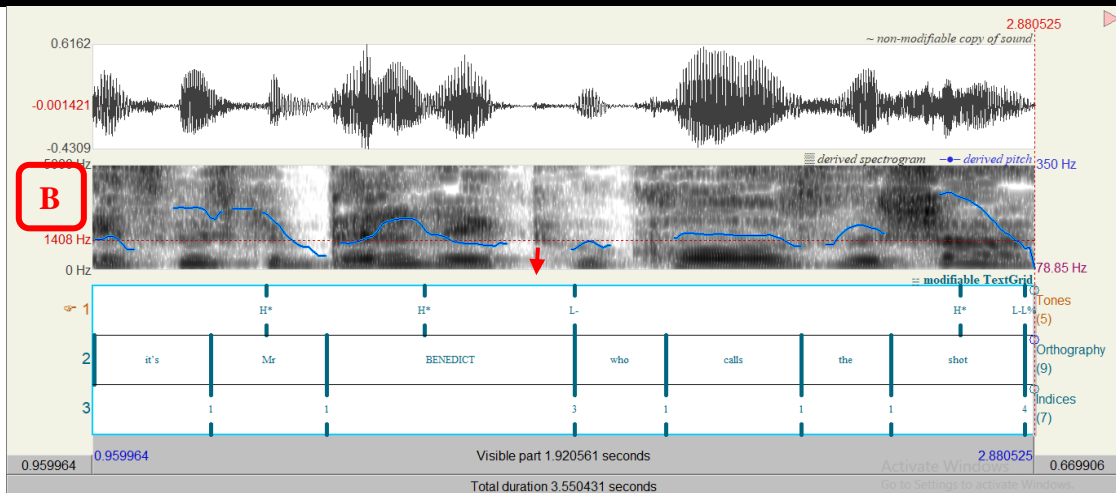 2.880525
0.6162
~ non-modifiable copy of sound
-0.001421
-0.4309
5000 Hz
derived spectrogram
derived pitch
350 Hz
B
1408 Hz
0 Hz
78.85 Hz
modifiable TextGrid
1
H*
H*
L-
H*
L-L%
Tones
(5)
2
it's
Mr
BENEDICT
who
calls
the
shot
Orthography
(9)
3
1
1
3
1
1
1
4
Indices
(7)
0.959964
0.959964
Visible part 1.920561 seconds
2.880525
0.669906
Activate Windows
Total duration 3.550431 seconds
Go to Settings to activate Windows.